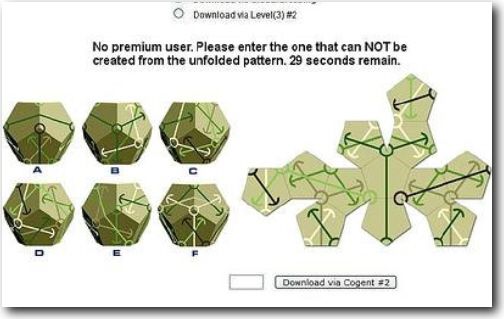 Download via Level(3) #2
No premium user. Please enter the one that can NOT be
created from the unfolded pattern. 29 seconds remain.
A B C
D E F
Download via Cogent #2